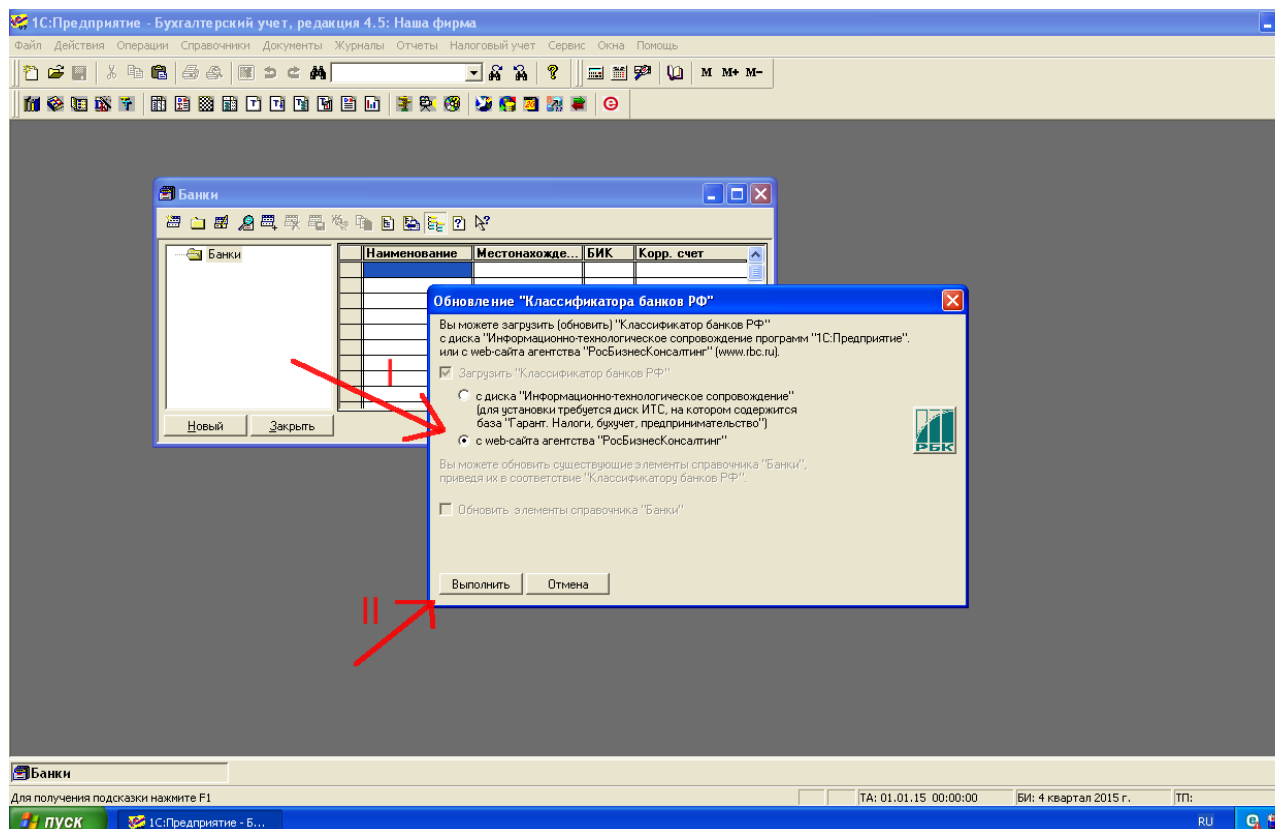 1С:Предприятие - Бухгалтерский учет, редакция 4.5: Наша фирма
Файл Действия Операции Справочники Документы Журналы Отчеты Налоговый учет Сервис Окна Помощь
М М+ М-
Банки
Банки
Наименование Местонахожде... БИК Корр. счет
Новый Закрыть
Обновление "Классификатора банков РФ"
Вы можете загрузить (обновить) "Классификатор банков РФ"
с диска "Информационно-технологическое сопровождение программ "1С:Предприятие".
или с web-сайта агентства "РосБизнесКонсалтинг" (www.rbc.ru).
Загрузить "Классификатор банков РФ"
с диска "Информационно-технологическое сопровождение"
(для установки требуется диск ИТС, на котором содержится
база "Гарант. Налоги, бухучет, предпринимательство")
с web-сайта агентства "РосБизнесКонсалтинг"
РБК
Вы можете обновить существующие элементы справочника "Банки",
приведя их в соответствие "Классификатору банков РФ".
Обновить элементы справочника "Банки"
Выполнить Отмена
I
II
Банки
Для получения подсказки нажмите F1
ТА: 01.01.15 00:00:00 БИ: 4 квартал 2015 г. ТП:
пуск 1С:Предприятие - Б... RU